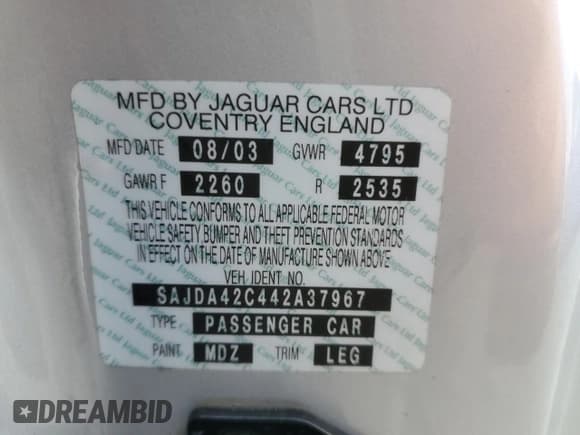 MFD BY JAGUAR CARS LTD
COVENTRY ENGLAND
MFD DATE 08/03 GVWR 4795
GAWR F 2260 R 2535
THIS VEHICLE CONFORMS TO ALL APPLICABLE FEDERAL MOTOR
VEHICLE SAFETY BUMPER AND THEFT PREVENTION STANDARDS
IN EFFECT ON THE DATE OF MANUFACTURE SHOWN ABOVE
VEH IDENT NO.
SAJDA42C442A37967
TYPE PASSENGER CAR
PAINT MDZ TRIM LEG
DREAMBID